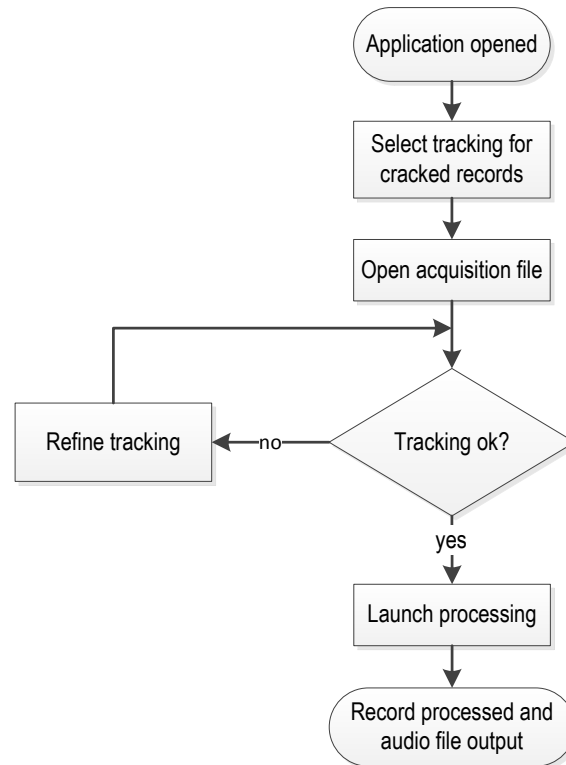 Application opened
Select tracking for
cracked records
Open acquisition file
Refine tracking
no
Tracking ok?
yes
Launch processing
Record processed and
audio file output